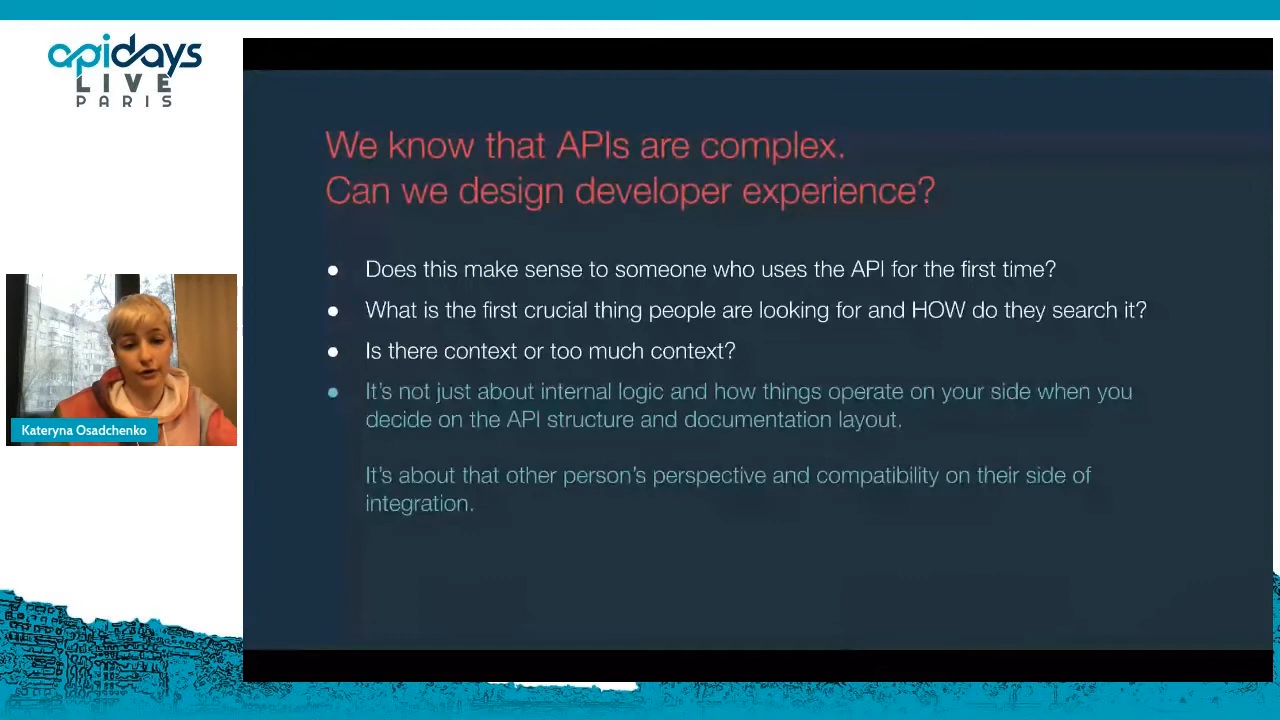 apidays
LIVE
PARIS
We know that APIs are complex.
Can we design developer experience?
● Does this make sense to someone who uses the API for the first time?
● What is the first crucial thing people are looking for and HOW do they search it?
● Is there context or too much context?
● It's not just about internal logic and how things operate on your side when you
decide on the API structure and documentation layout.
It's about that other person's perspective and compatibility on their side of
integration.
Kateryna Osadchenko